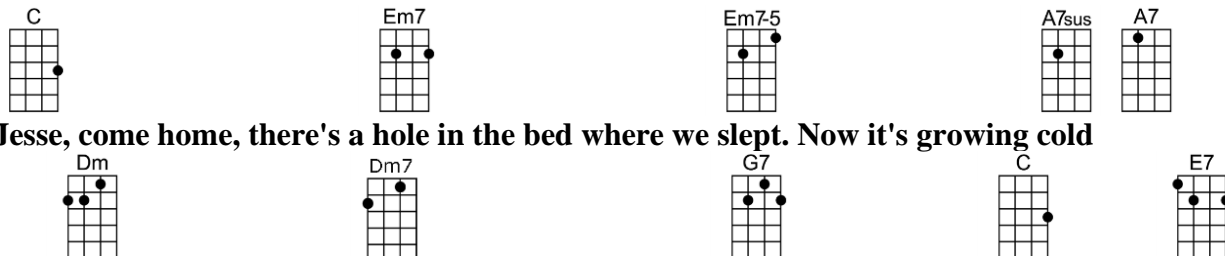 C Em7 Em7-5 A7sus A7
Jesse, come home, there's a hole in the bed where we slept. Now it's growing cold
Dm Dm7 G7 C E7